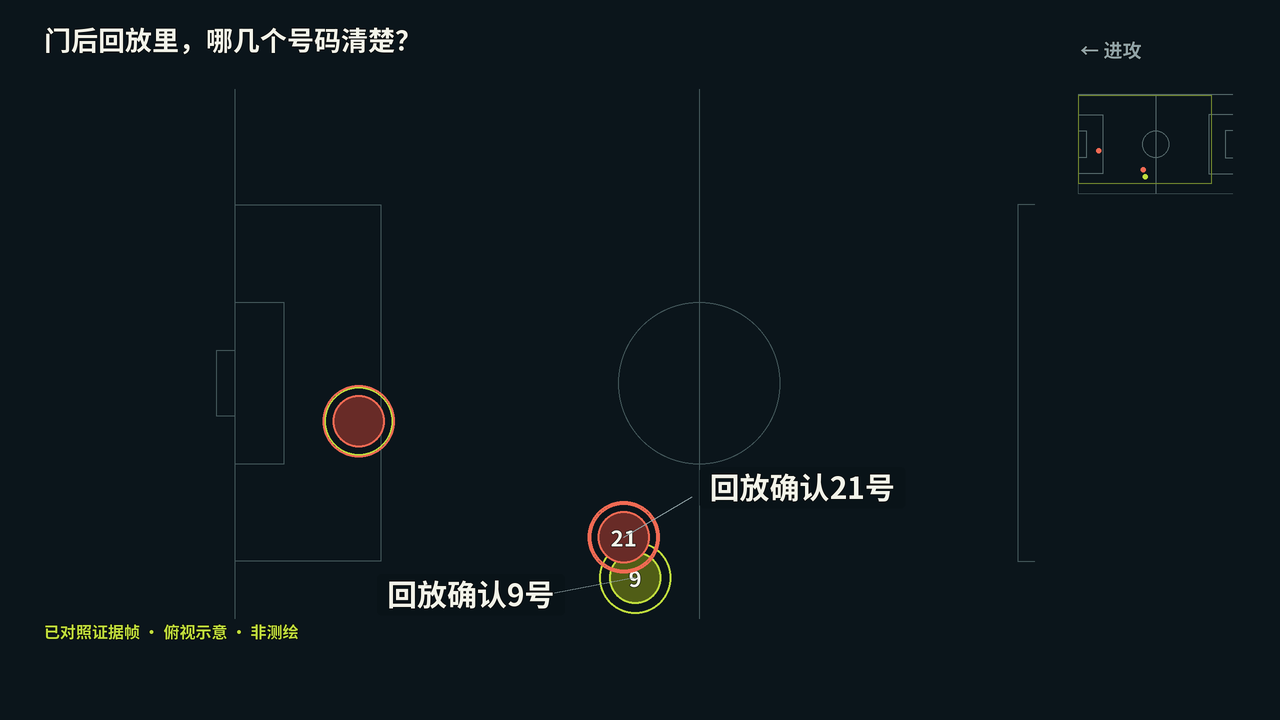 门后回放里，哪几个号码清楚？
← 进攻
回放确认21号
21
9
回放确认9号
已对照证据帧 · 俯视示意 · 非测绘